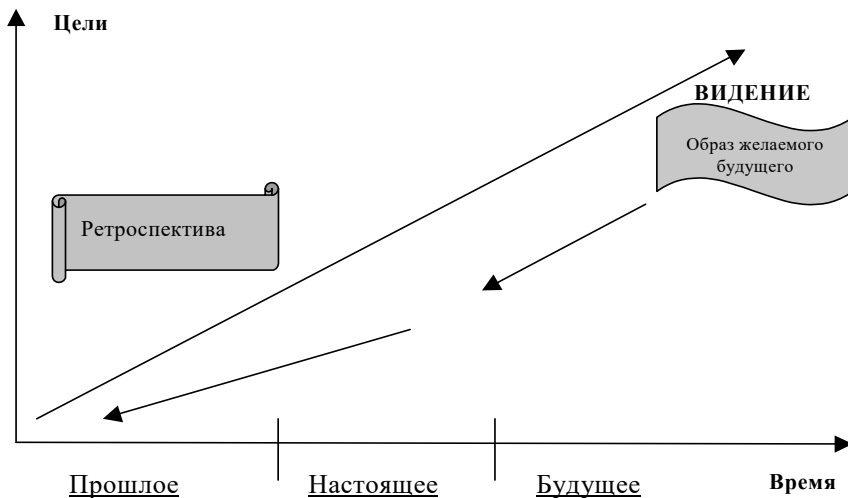 Цели
ВИДЕНИЕ
Образ желаемого
будущего
Ретроспектива
Прошлое
Настоящее
Будущее
Время